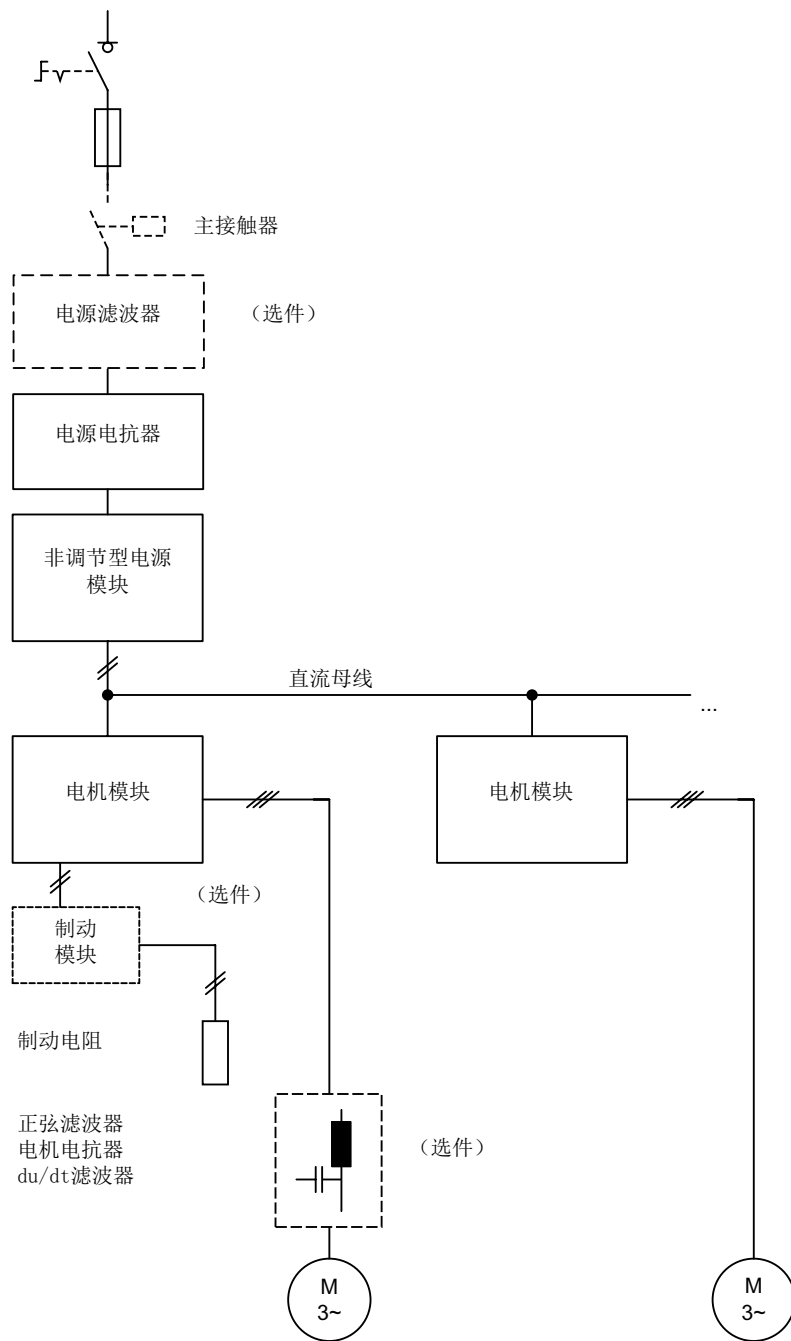 主接触器
电源滤波器
（选件）
电源电抗器
非调节型电源
模块
直流母线
...
电机模块
电机模块
（选件）
制动
模块
制动电阻
正弦滤波器
电机电抗器
du/dt滤波器
（选件）
M
3~
M
3~